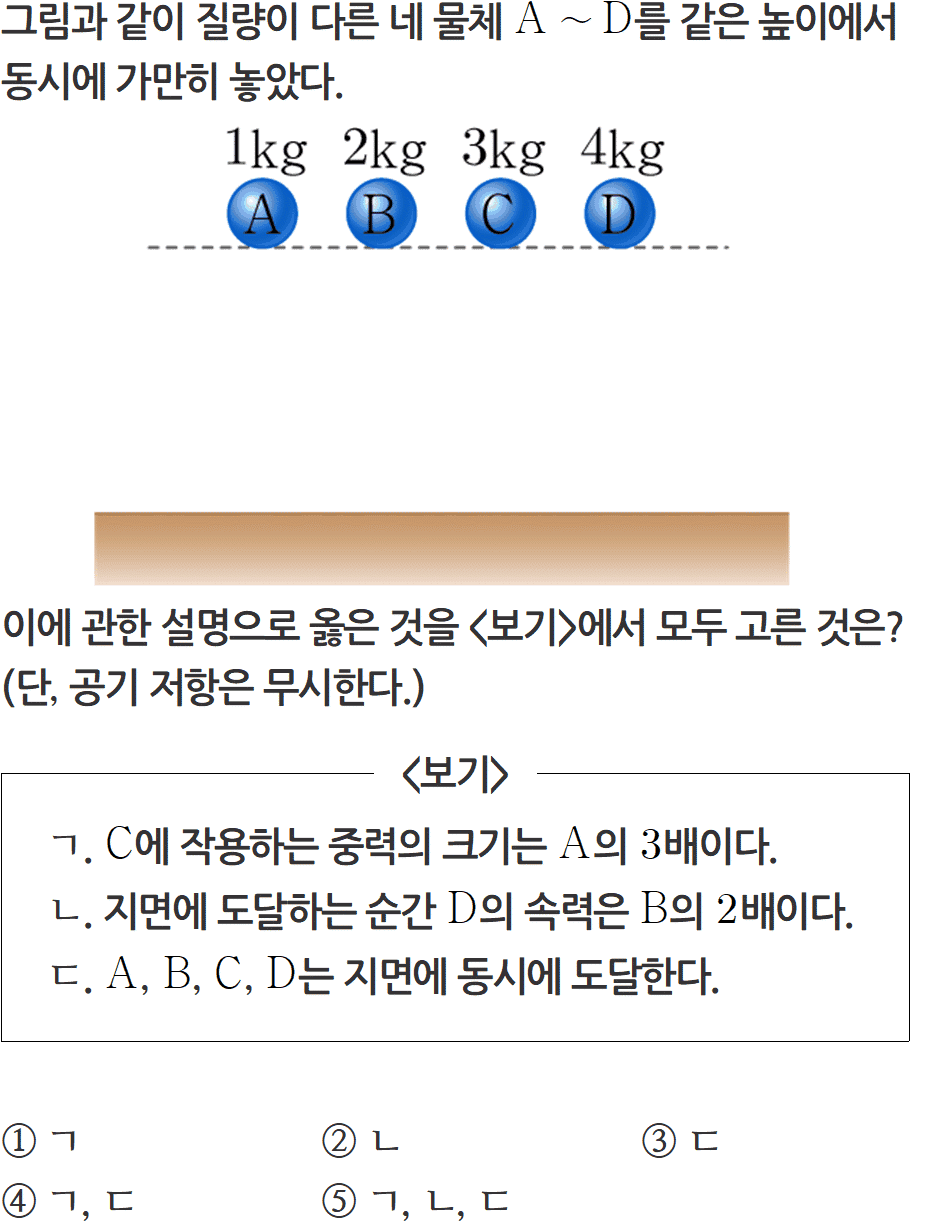 그림과 같이 질량이 다른 네 물체 A ~ D를 같은 높이에서
동시에 가만히 놓았다.
1kg 2kg 3kg 4kg
A B C D
이에 관한 설명으로 옳은 것을 <보기>에서 모두 고른 것은?
(단, 공기 저항은 무시한다.)
<보기>
ㄱ. C에 작용하는 중력의 크기는 A의 3배이다.
ㄴ. 지면에 도달하는 순간 D의 속력은 B의 2배이다.
ㄷ. A, B, C, D는 지면에 동시에 도달한다.
① ㄱ ② ㄴ ③ ㄷ
④ ㄱ, ㄷ ⑤ ㄱ, ㄴ, ㄷ